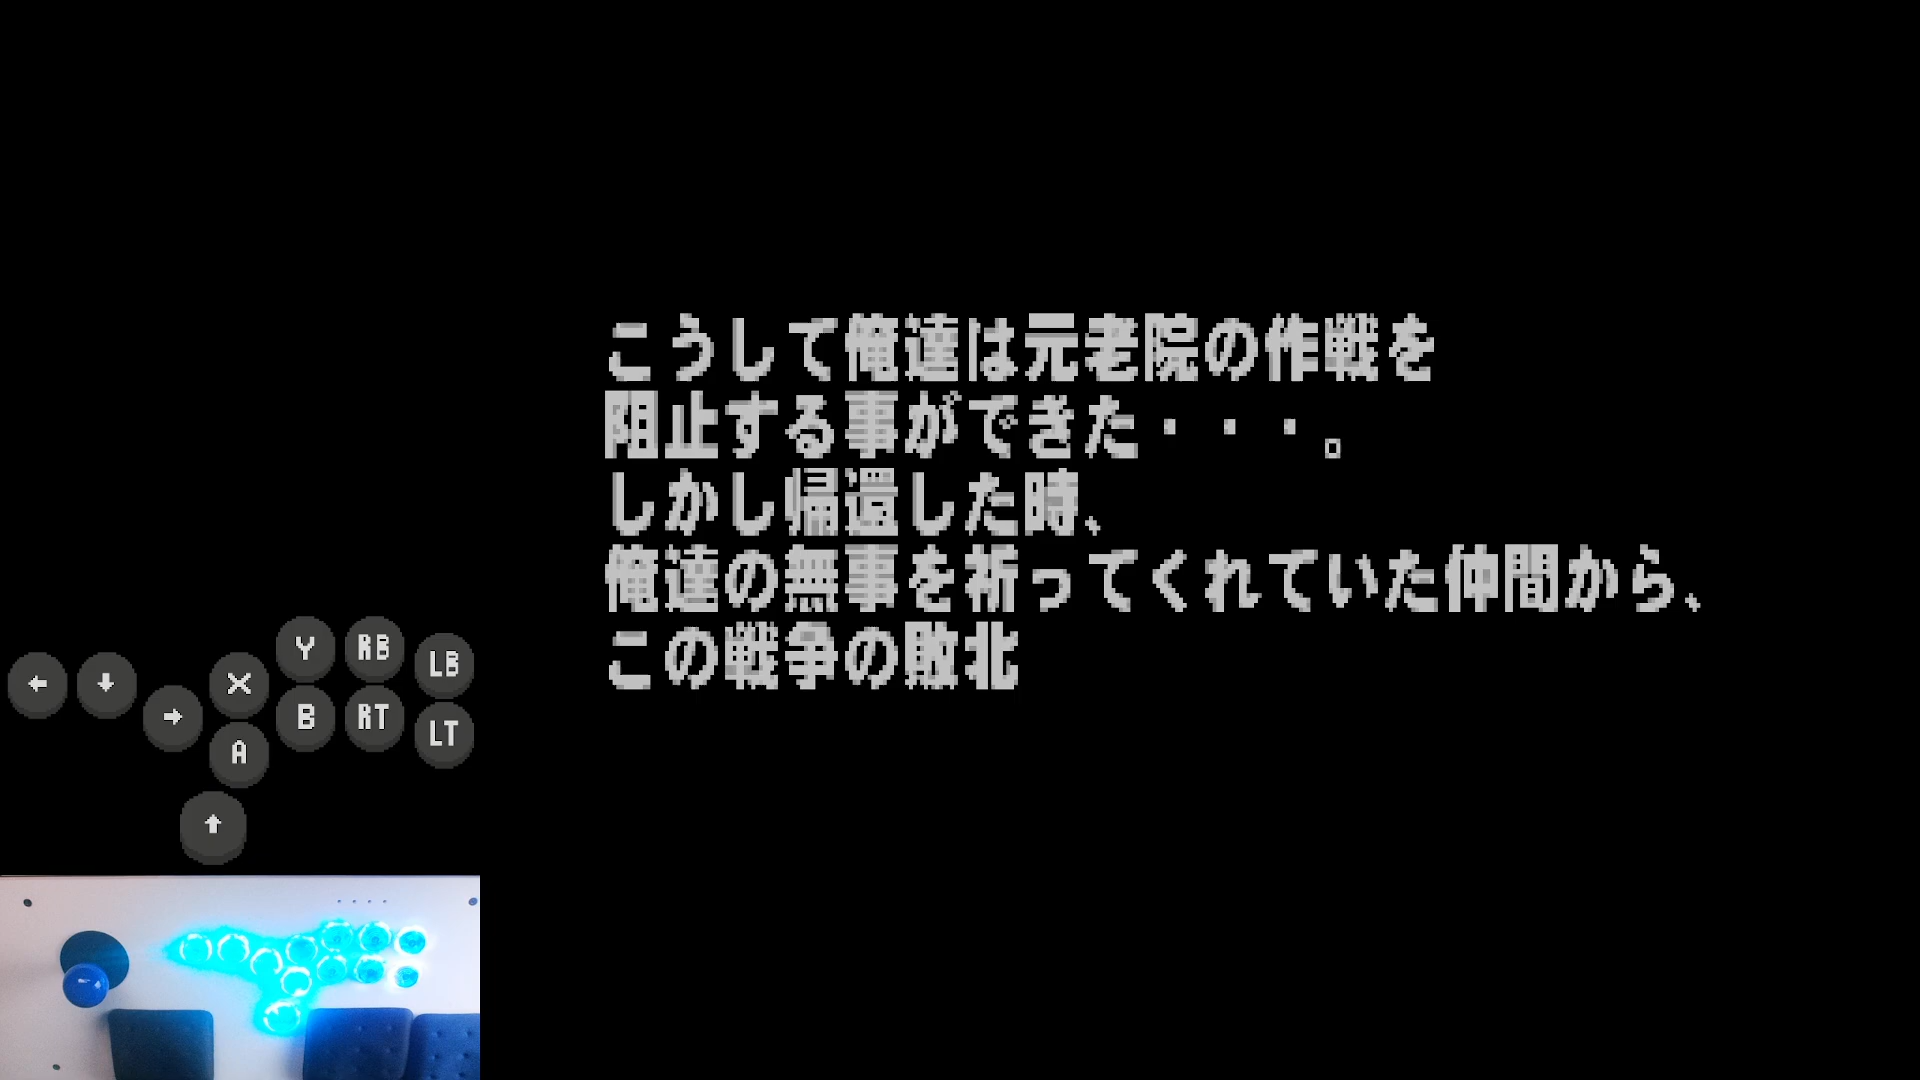 こうして俺達は元老院の作戦を
阻止する事ができた・・・。
しかし帰還した時、
俺達の無事を祈ってくれていた仲間から、
この戦争の敗北
Y RB LB
← ↓ X
→ B RT LT
A
↑